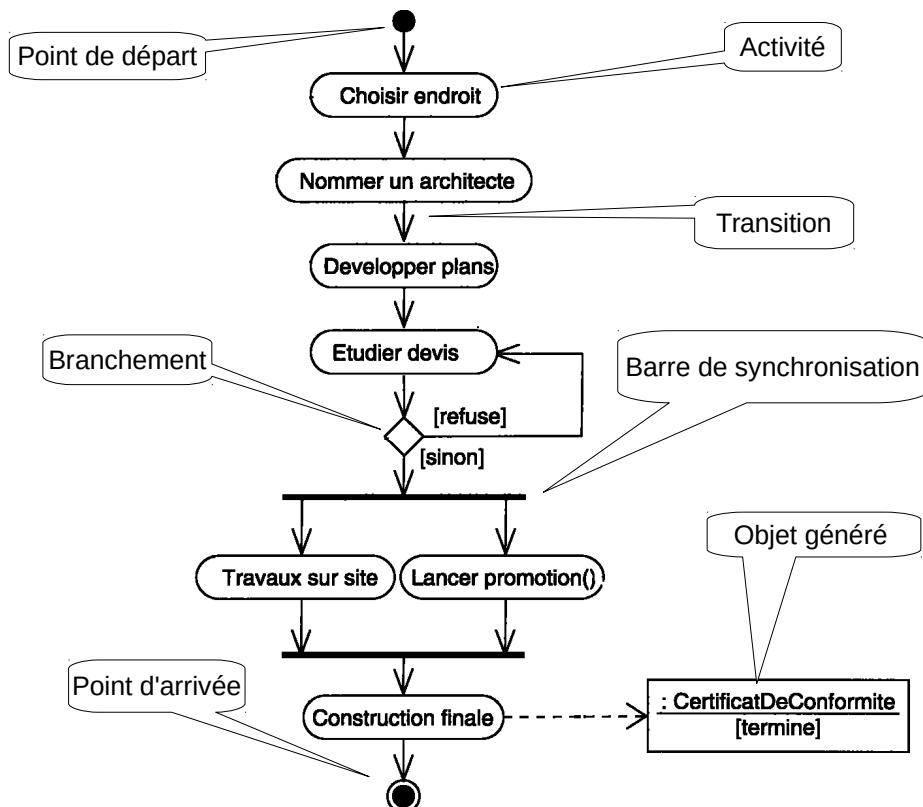 Point de départ
Activité
Choisir endroit
Nommer un architecte
Transition
Developper plans
Etudier devis
Branchement
Barre de synchronisation
[refuse]
[sinon]
Objet généré
Travaux sur site
Lancer promotion()
Point d'arrivée
: CertificatDeConformite
[termine]
Construction finale